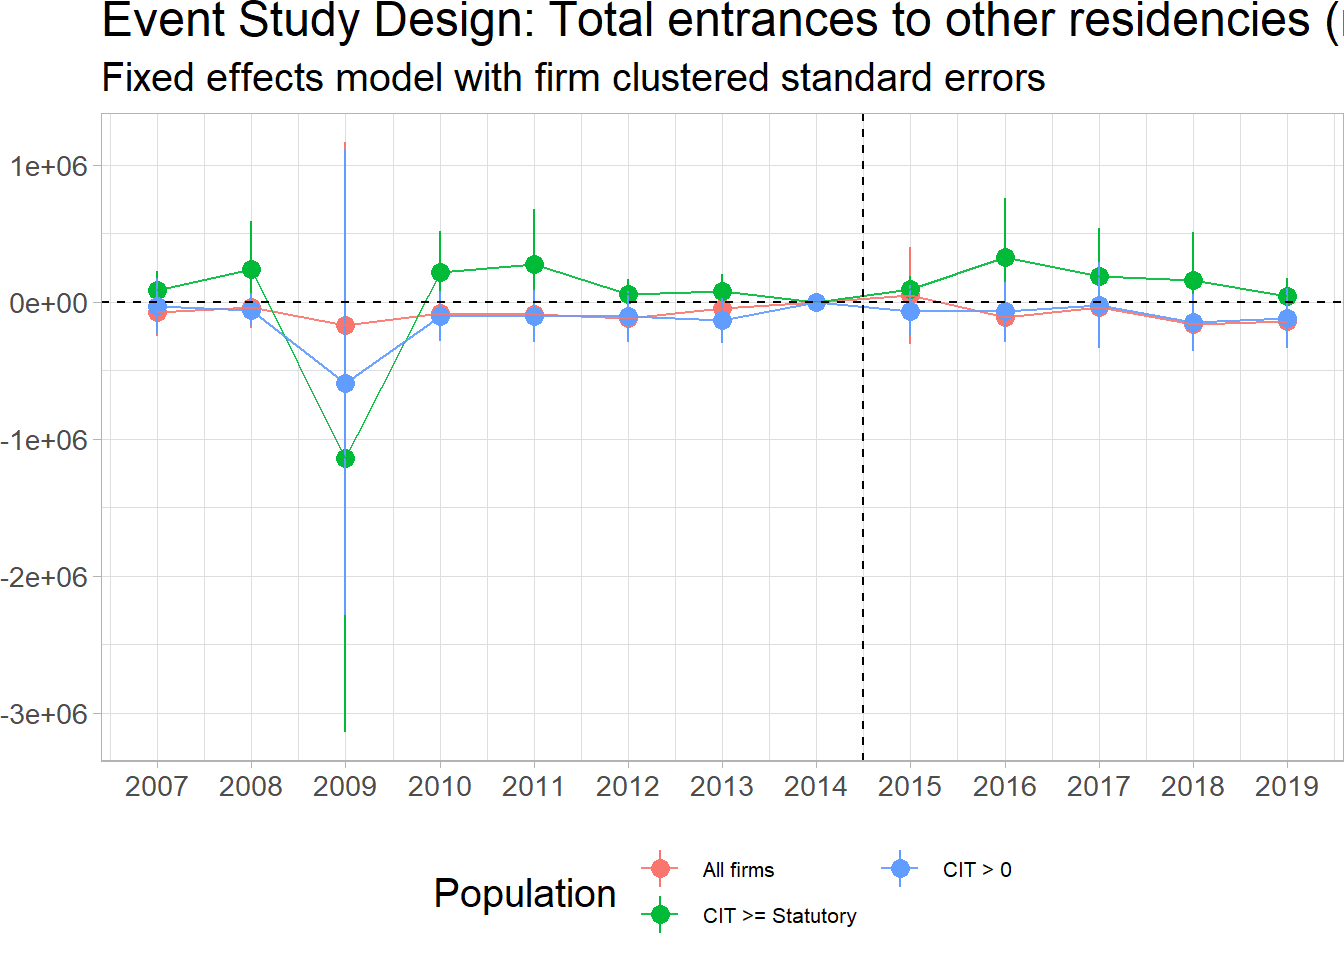 Event Study Design: Total entrances to other residencies (
Fixed effects model with firm clustered standard errors
1e+06
0e+00
-1e+06
-2e+06
-3e+06
2007 2008 2009 2010 2011 2012 2013 2014 2015 2016 2017 2018 2019
Population
All firms
CIT >= Statutory
CIT > 0